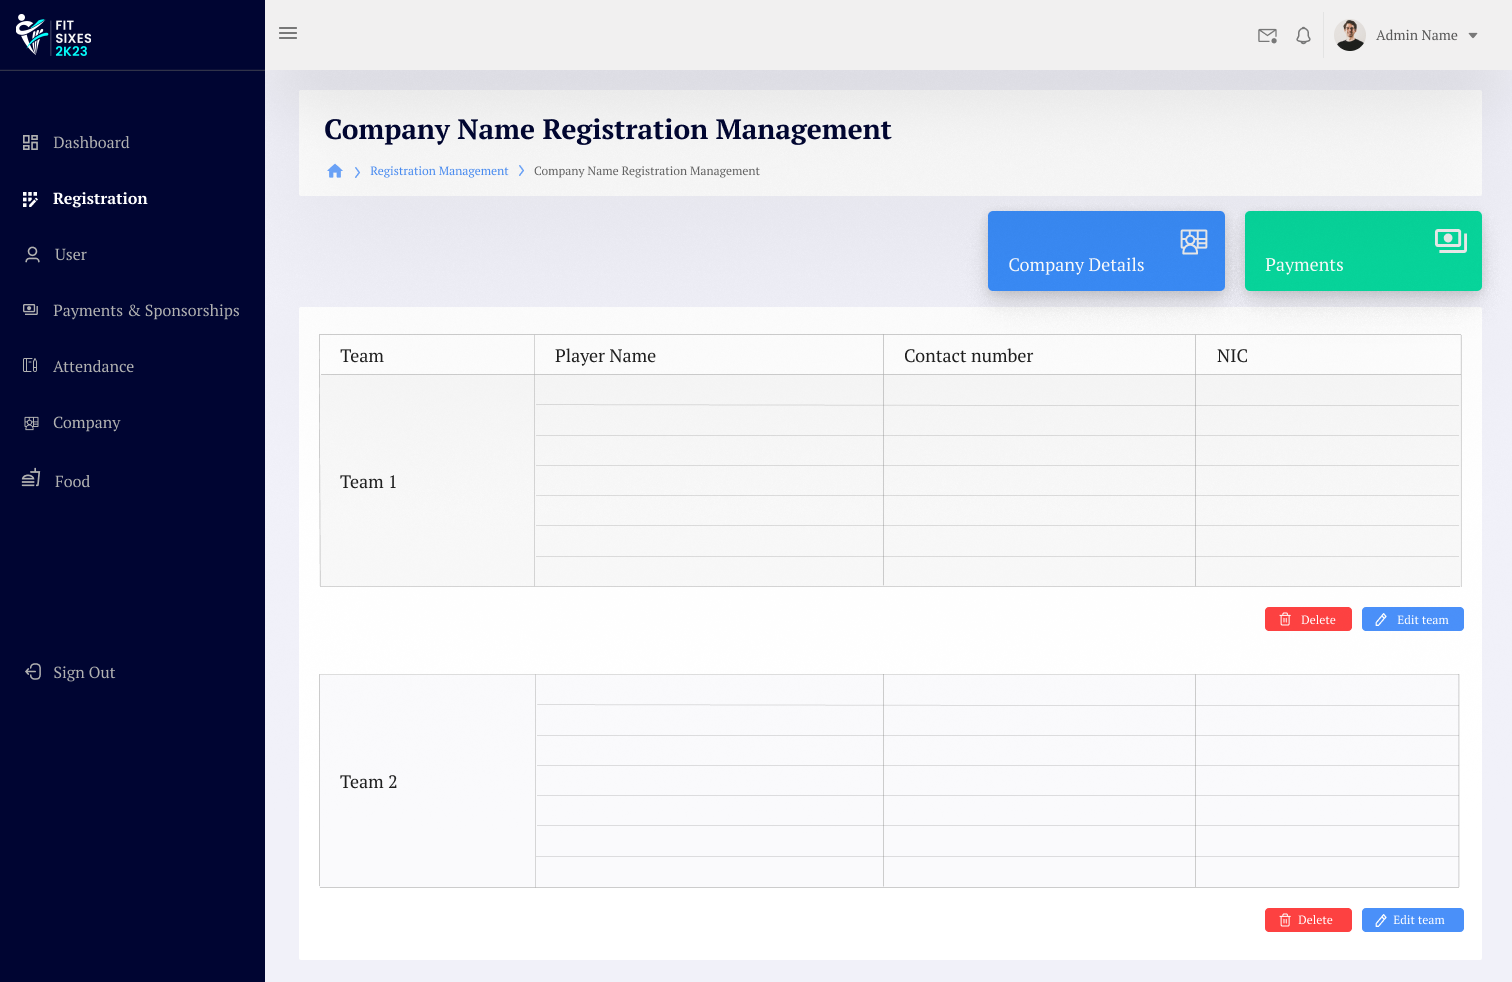 FIT
SIXES
2K23
Admin Name
Dashboard
Registration
User
Payments & Sponsorships
Attendance
Company
Food
Sign Out
Company Name Registration Management
Registration Management Company Name Registration Management
Company Details
Payments
Team Player Name Contact number NIC
Team 1
Delete Edit team
Team 2
Delete Edit team